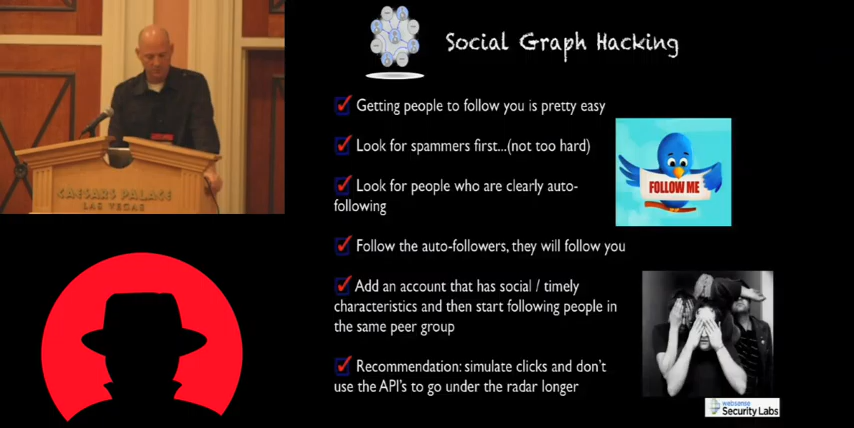 CAESARS PALACE
LAS VEGAS
Social Graph Hacking
Getting people to follow you is pretty easy
Look for spammers first...(not too hard)
Look for people who are clearly auto-
following
Follow the auto-followers, they will follow you
Add an account that has social / timely
characteristics and then start following people in
the same peer group
Recommendation: simulate clicks and don't
use the API's to go under the radar longer
FOLLOW ME
websense
Security Labs